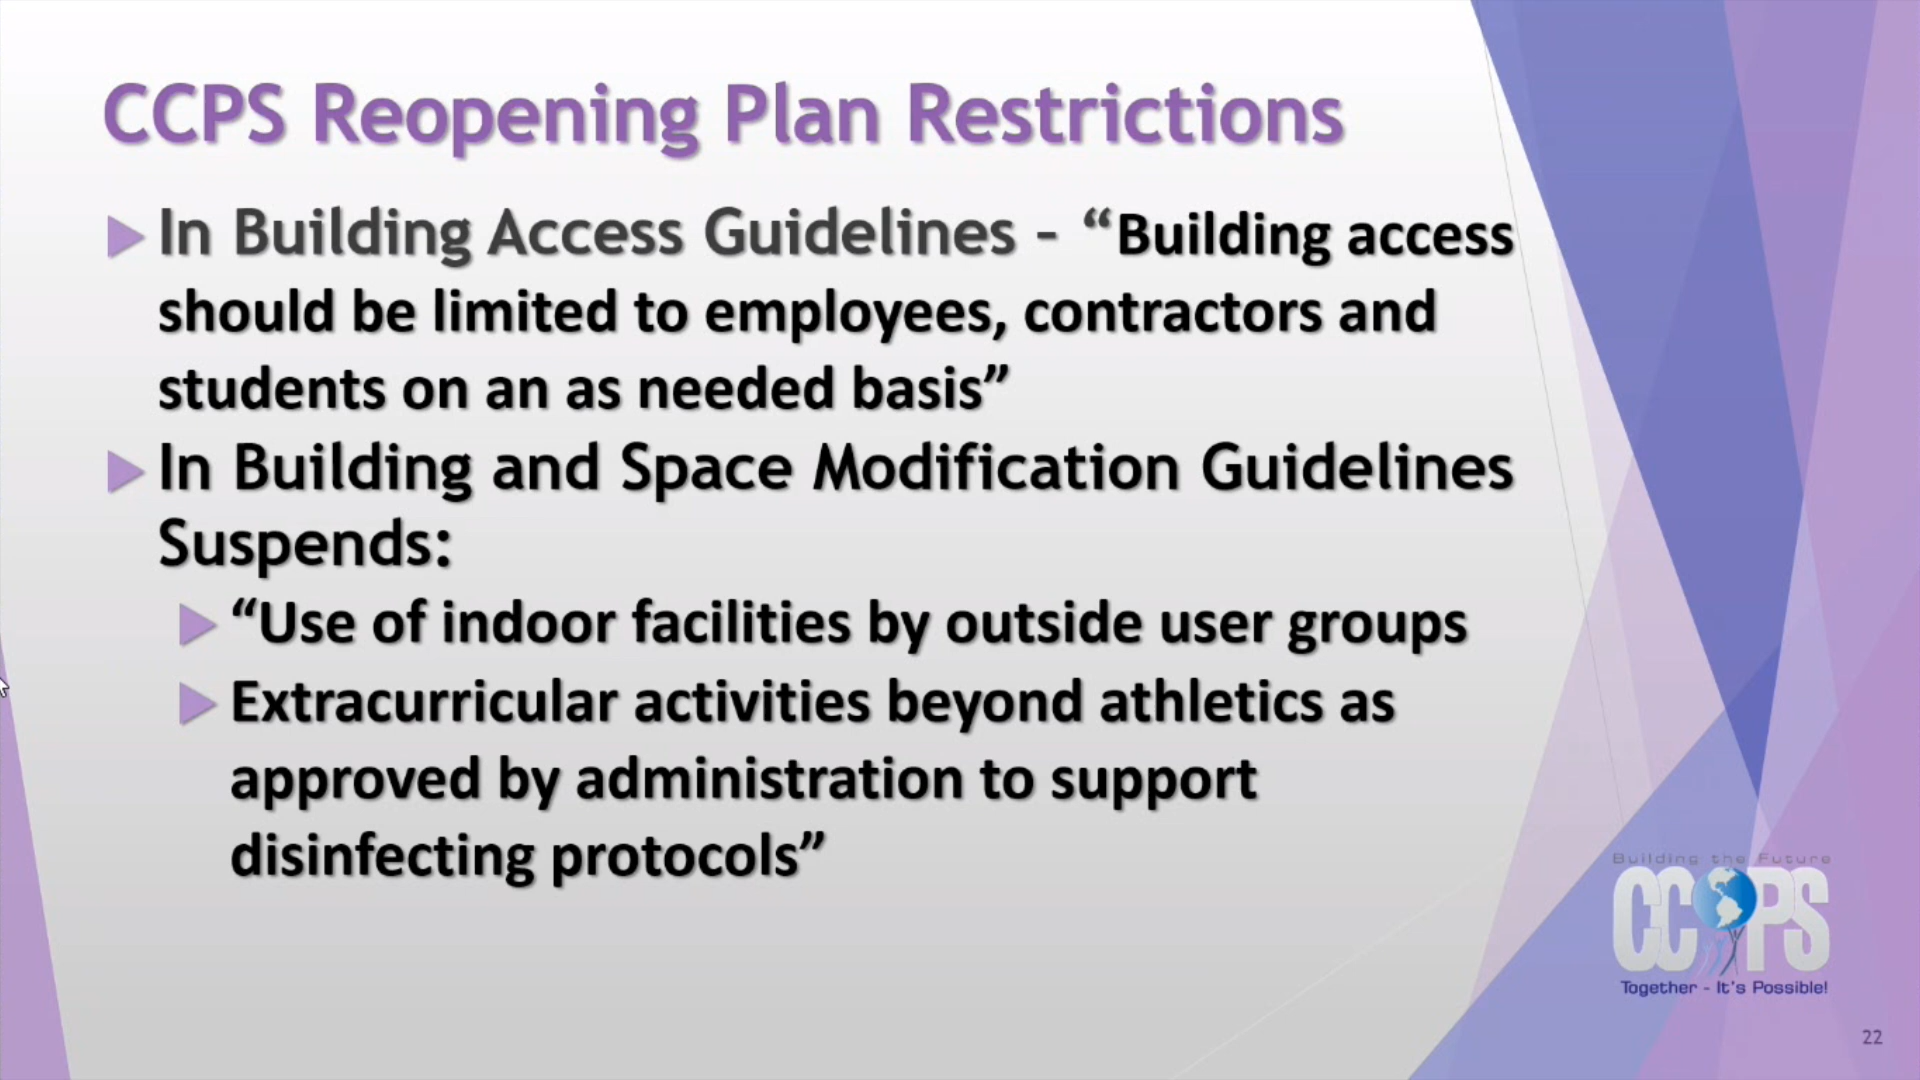 CCPS Reopening Plan Restrictions
In Building Access Guidelines – “Building access
should be limited to employees, contractors and
students on an as needed basis”
In Building and Space Modification Guidelines
Suspends:
“Use of indoor facilities by outside user groups
Extracurricular activities beyond athletics as
approved by administration to support
disinfecting protocols”
Building the Future
CCPS
Together - It's Possible!
22